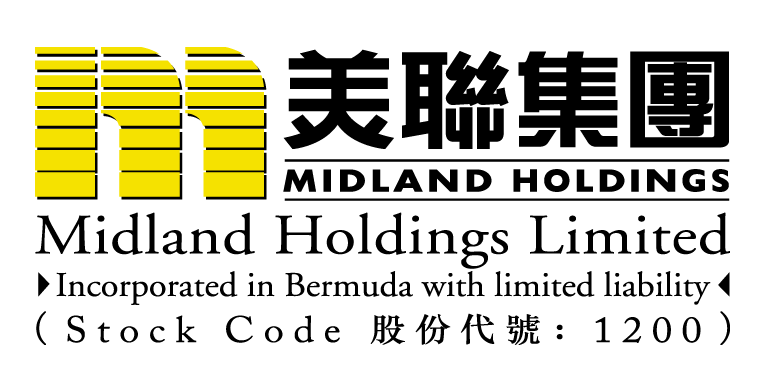 美聯集團
MIDLAND HOLDINGS
Midland Holdings Limited
Incorporated in Bermuda with limited liability
(Stock Code 股份代號: 1200)